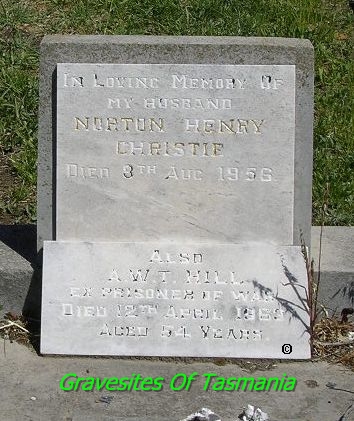 In Loving Memory Of
my husband
Norton Henry
Christie
Died 8th Aug 1956
Also
A.W.T. Hill
Ex Prisoner of War
Died 12th April 1969
Aged 54 Years.
©
Gravesites Of Tasmania